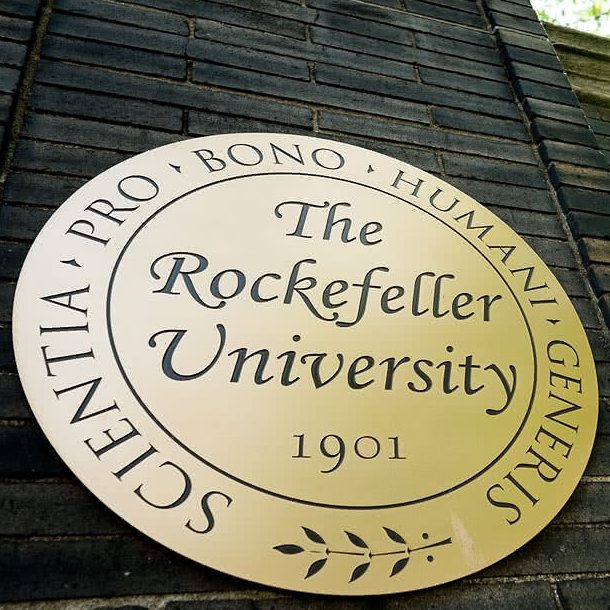 SCIENTIA · PRO · BONO · HUMANI · GENERIS
The
Rockefeller
University
1901